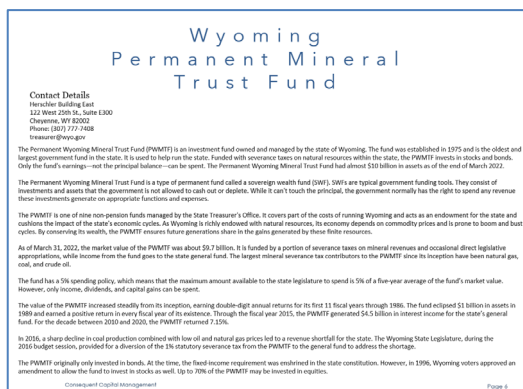 Wyoming
Permanent Mineral
Trust Fund
Contact Details
Herschler Building East
122 West 25th St., Suite E300
Cheyenne, WY 82002
Phone: (307) 777-7408
treasurer@wyo.gov
The Permanent Wyoming Mineral Trust Fund (PWMTF) is an investment fund owned and managed by the state of Wyoming. The fund was established in 1975 and is the oldest and
largest government fund in the state. It is used to help run the state. Funded with severance taxes on natural resources within the state, the PWMTF invests in stocks and bonds.
Only the fund's earnings—not the principal balance—can be spent. The Permanent Wyoming Mineral Trust Fund had almost $10 billion in assets as of the end of March 2022.
The Permanent Wyoming Mineral Trust Fund is a type of permanent fund called a sovereign wealth fund (SWF). SWFs are typical government funding tools. They consist of
investments and assets that the government is not allowed to cash out or deplete. While it can't touch the principal, the government normally has the right to spend any revenue
these investments generate on appropriate functions and expenses.
The PWMTF is one of nine non-pension funds managed by the State Treasurer's Office. It covers part of the costs of running Wyoming and acts as an endowment for the state and
cushions the impact of the state's economic cycles. As Wyoming is richly endowed with natural resources, its economy depends on commodity prices and is prone to boom and bust
cycles. By conserving its wealth, the PWMTF ensures future generations share in the gains generated by these finite resources.
As of March 31, 2022, the market value of the PWMTF was about $9.7 billion. It is funded by a portion of severance taxes on mineral revenues and occasional direct legislative
appropriations, while income from the fund goes to the state general fund. The largest mineral severance tax contributors to the PWMTF since its inception have been natural gas,
coal, and crude oil.
The fund has a 5% spending policy, which means that the maximum amount available to the state legislature to spend is 5% of a five-year average of the fund's market value.
However, only income, dividends, and capital gains can be spent.
The value of the PWMTF increased steadily from its inception, earning double-digit annual returns for its first 11 fiscal years through 1986. The fund eclipsed $1 billion in assets in
1989 and earned a positive return in every fiscal year of its existence. Through the fiscal year 2015, the PWMTF generated $4.5 billion in interest income for the state's general
fund. For the decade between 2010 and 2020, the PWMTF returned 7.15%.
In 2016, a sharp decline in coal production combined with low oil and natural gas prices led to a revenue shortfall for the state. The Wyoming State Legislature, during the
2016 budget session, provided for a diversion of the 1% statutory severance tax from the PWMTF to the general fund to address the shortage.
The PWMTF originally only invested in bonds. At the time, the fixed-income requirement was enshrined in the state constitution. However, in 1996, Wyoming voters approved an
amendment to allow the fund to invest in stocks as well. Up to 70% of the PWMTF may be invested in equities.
Consequent Capital Management
Page 6